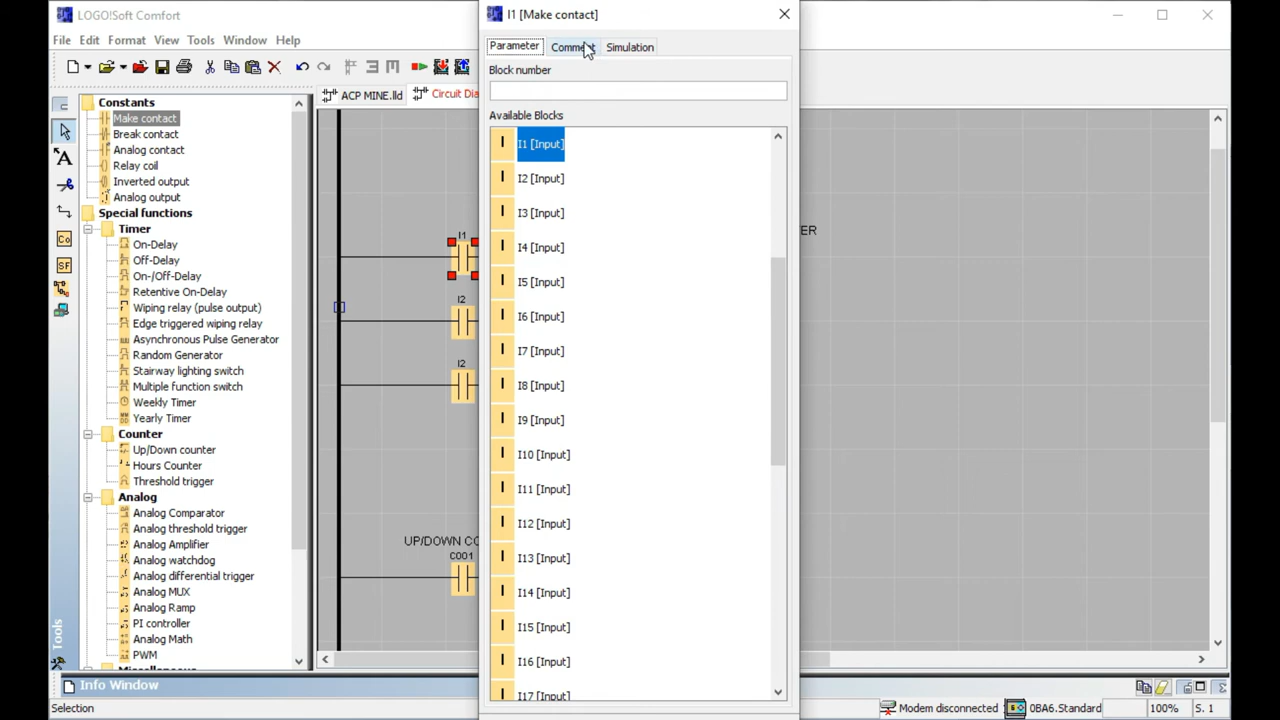 LOGO!Soft Comfort
File Edit Format View Tools Window Help
ACP MINE.lld
Circuit Dia
Constants
Make contact
Break contact
Analog contact
Relay coil
Inverted output
Analog output
Special functions
Timer
On-Delay
Off-Delay
On-/Off-Delay
Retentive On-Delay
Wiping relay (pulse output)
Edge triggered wiping relay
Asynchronous Pulse Generator
Random Generator
Stairway lighting switch
Multiple function switch
Weekly Timer
Yearly Timer
Counter
Up/Down counter
Hours Counter
Threshold trigger
Analog
Analog Comparator
Analog threshold trigger
Analog Amplifier
Analog watchdog
Analog differential trigger
Analog MUX
Analog Ramp
PI controller
Analog Math
PWM
A
Co
SF
Tools
I1
I2
I2
UP/DOWN CO
C001
ER
I1 [Make contact]
Parameter Comment Simulation
Block number
Available Blocks
I I1 [Input]
I I2 [Input]
I I3 [Input]
I I4 [Input]
I I5 [Input]
I I6 [Input]
I I7 [Input]
I I8 [Input]
I I9 [Input]
I I10 [Input]
I I11 [Input]
I I12 [Input]
I I13 [Input]
I I14 [Input]
I I15 [Input]
I I16 [Input]
I I17 [Input]
Info Window
Selection
Modem disconnected
0BA6.Standard
100%
S. 1